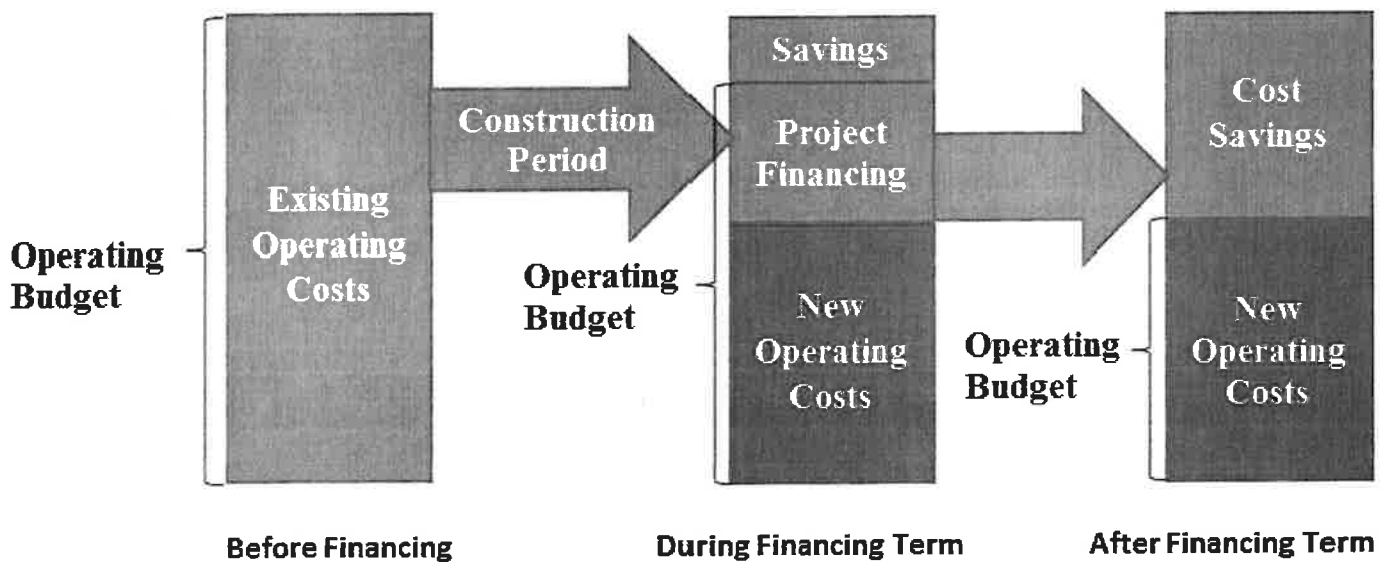 Operating
Budget
Existing
Operating
Costs
Construction
Period
Operating
Budget
Savings
Project
Financing
New
Operating
Costs
Operating
Budget
Cost
Savings
New
Operating
Costs
Before Financing
During Financing Term
After Financing Term